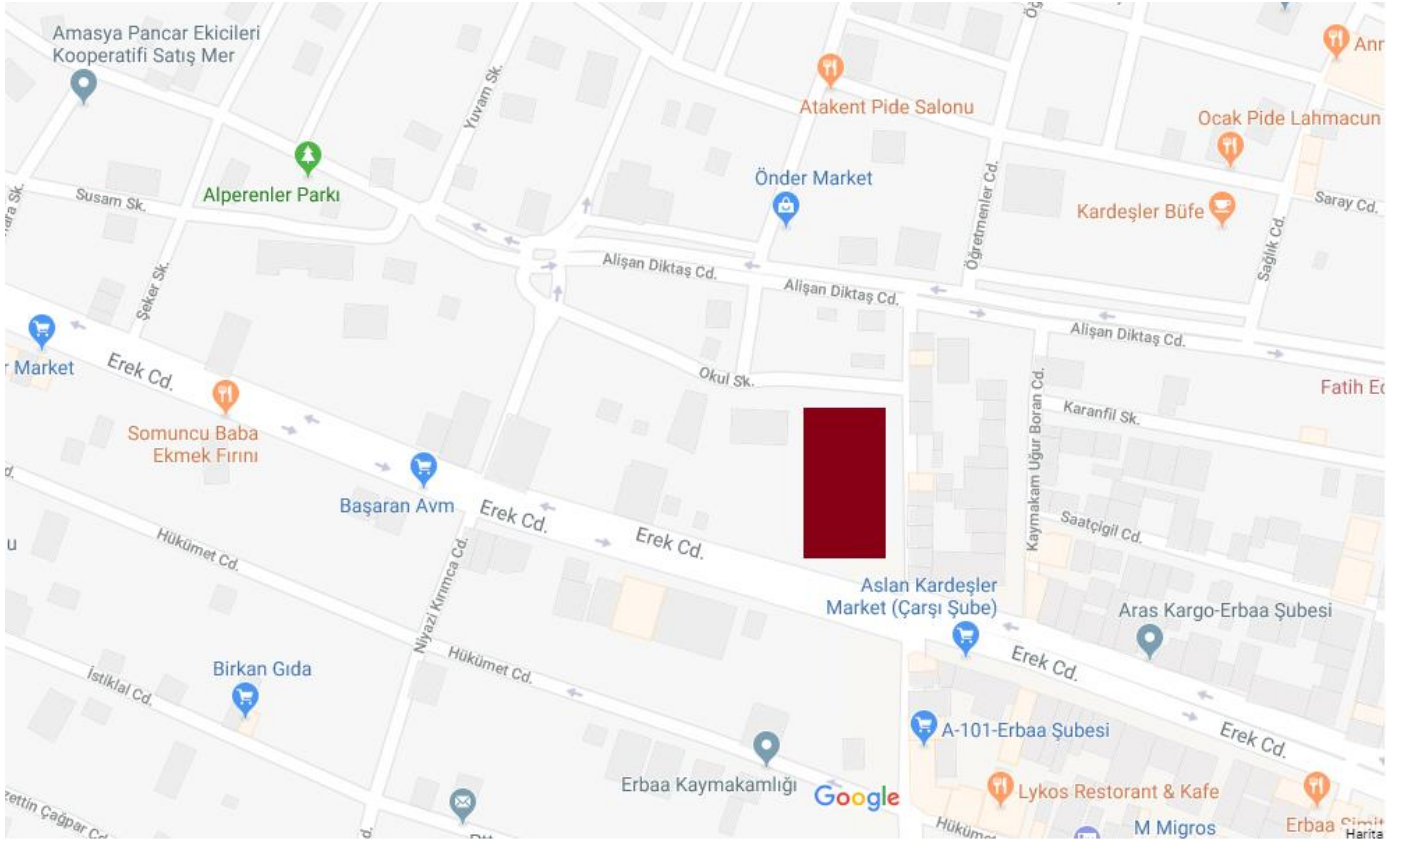 Amasya Pancar Ekicileri
Kooperatifi Satış Mer
Yuvam Sk.
Atakent Pide Salonu
Ocak Pide Lahmacun
Alperenler Parkı
Susam Sk.
Önder Market
Öğretmenler Cd.
Kardeşler Büfe
Saray Cd.
Sağlık Cd.
Şeker Sk.
Alişan Diktaş Cd.
Alişan Diktaş Cd.
Alişan Diktaş Cd.
Market
Erek Cd.
Okul Sk.
Fatih
Kaymakam Uğur Boran Cd.
Karanfil Sk.
Somuncu Baba
Ekmek Fırını
Başaran Avm
Erek Cd.
Erek Cd.
Saatçigil Cd.
Hükümet Cd.
Niyazi Kırımca Cd.
Aslan Kardeşler
Market (Çarşı Şube)
Aras Kargo-Erbaa Şubesi
Erek Cd.
Hükümet Cd.
Birkan Gıda
İstiklal Cd.
A-101-Erbaa Şubesi
Erek Cd.
Erbaa Kaymakamlığı
Google
Lykos Restorant & Kafe
M Migros
Erbaa Simit
Hüküme
Harita